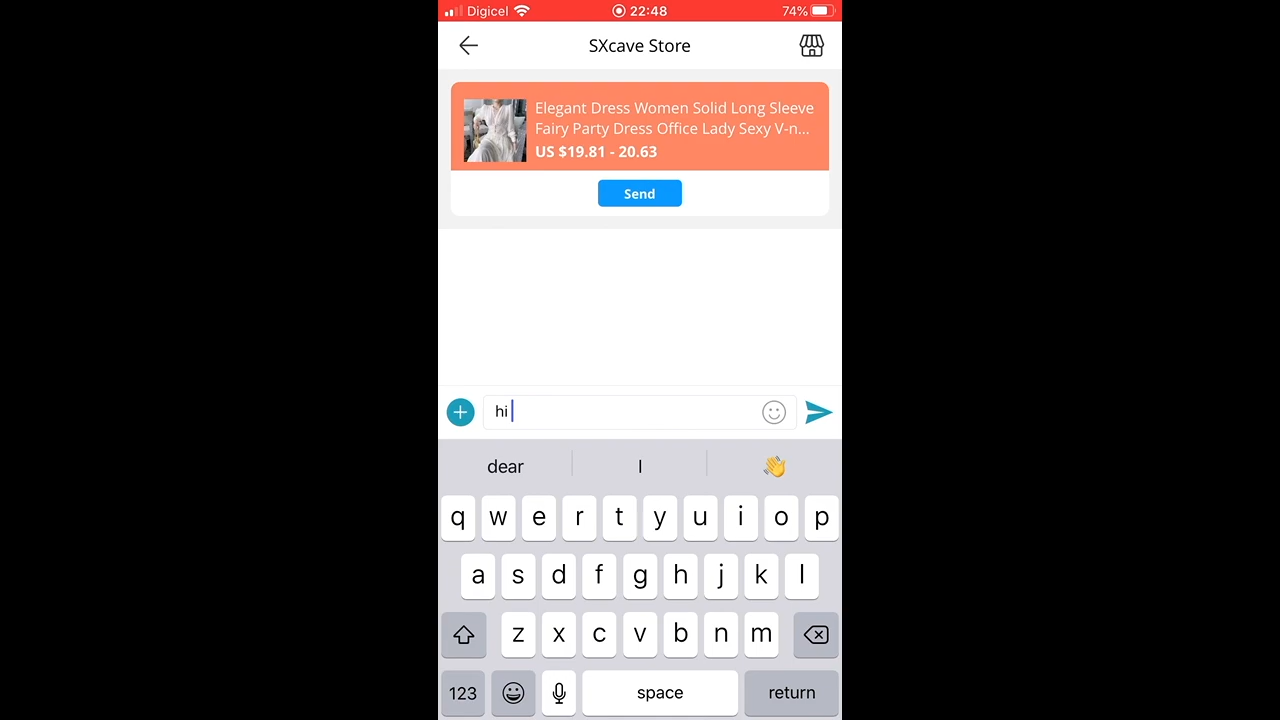 Digicel 22:48 74%
SXcave Store
Elegant Dress Women Solid Long Sleeve
Fairy Party Dress Office Lady Sexy V-n...
US $19.81 - 20.63
Send
hi
dear I 👋
q w e r t y u i o p
a s d f g h j k l
z x c v b n m
123 space return